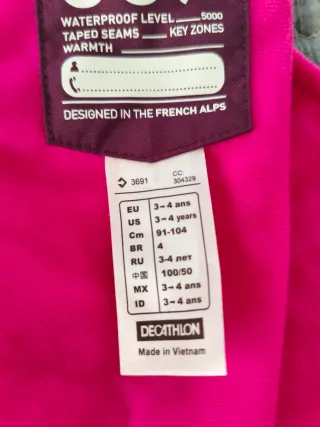 WATERPROOF LEVEL 5000
TAPED SEAMS KEY ZONES
WARMTH
DESIGNED IN THE FRENCH ALPS
3691 CC: 304329
EU 3-4 ans
US 3-4 years
Cm 91-104
BR 4
RU 3-4 лет
中国 100/50
MX 3-4 ans
ID 3-4 ans
DECATHLON
Made in Vietnam